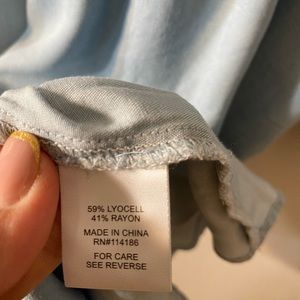 59% LYOCELL
41% RAYON
MADE IN CHINA
RN#114186
FOR CARE
SEE REVERSE